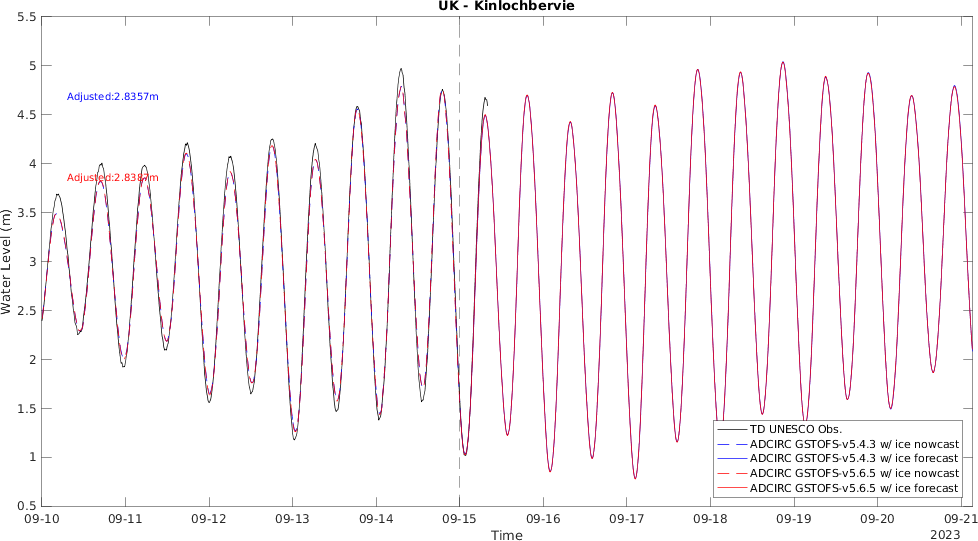 UK - Kinlochbervie
5.5
5
4.5
4
3.5
3
2.5
2
1.5
1
0.5
Water Level (m)
Adjusted:2.8357m
Adjusted:2.8387m
TD UNESCO Obs.
ADCIRC GSTOFS-v5.4.3 w/ ice nowcast
ADCIRC GSTOFS-v5.4.3 w/ ice forecast
ADCIRC GSTOFS-v5.6.5 w/ ice nowcast
ADCIRC GSTOFS-v5.6.5 w/ ice forecast
09-10 09-11 09-12 09-13 09-14 09-15 09-16 09-17 09-18 09-19 09-20 09-21
Time
2023